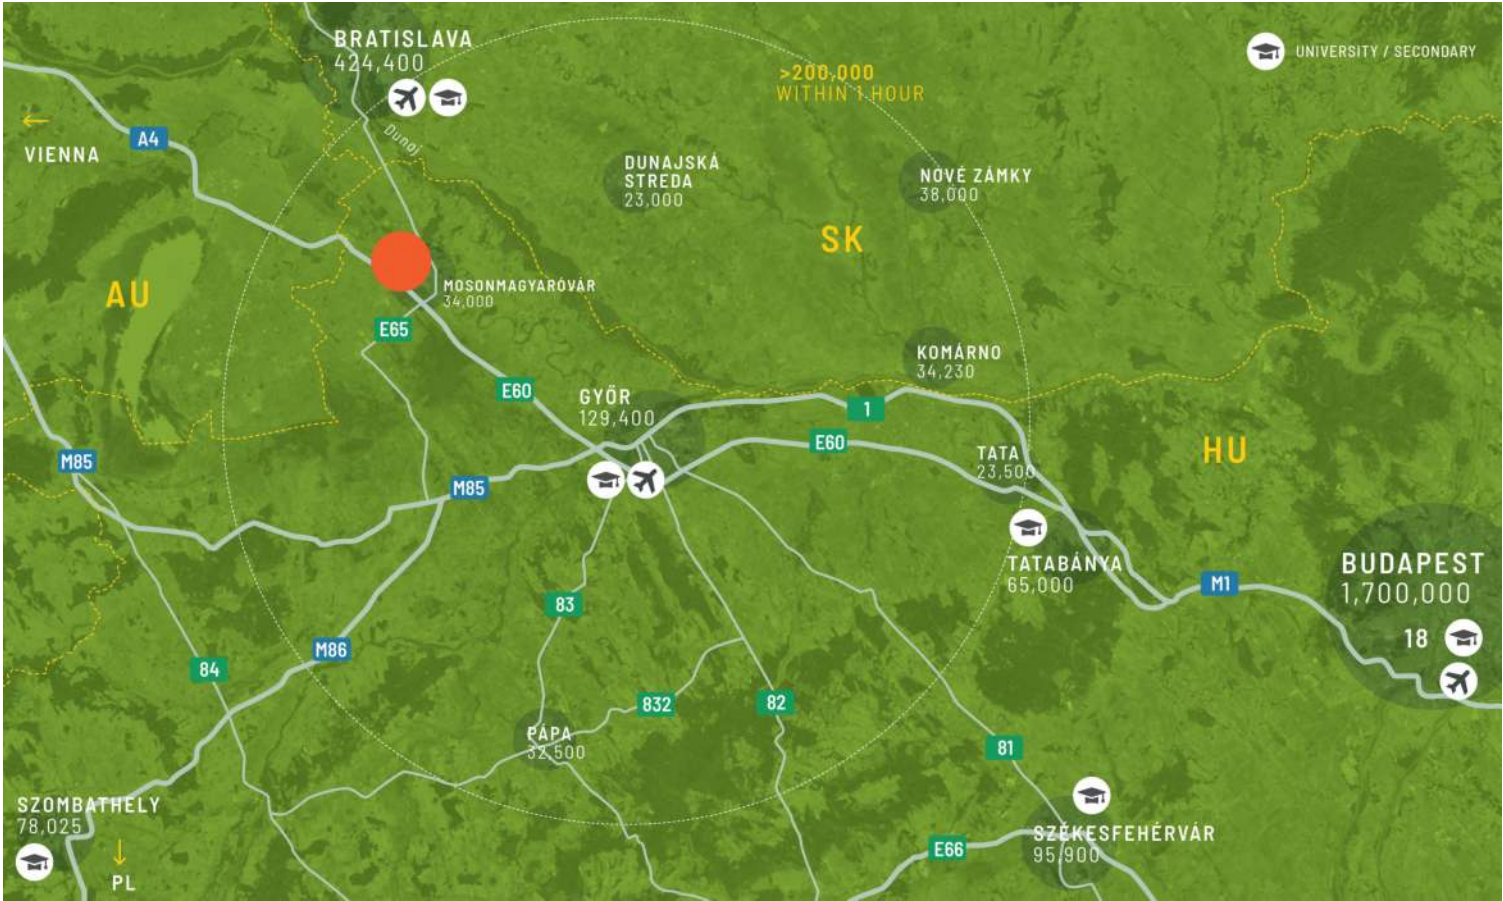 BRATISLAVA
424,400
UNIVERSITY / SECONDARY
>200,000
WITHIN 1 HOUR
←
VIENNA
A4
Dunaj
DUNAJSKÁ
STREDA
23,000
NOVÉ ZÁMKY
38,000
SK
AU
MOSONMAGYARÓVÁR
34,000
E65
KOMÁRNO
34,230
E60
GYŐR
129,400
1
E60
HU
TATA
23,500
M85
M85
TATABÁNYA
65,000
BUDAPEST
1,700,000
M1
18
83
M86
84
832
82
PÁPA
32,500
81
SZOMBATHELY
78,025
↓
PL
SZÉKESFEHÉRVÁR
95,900
E66